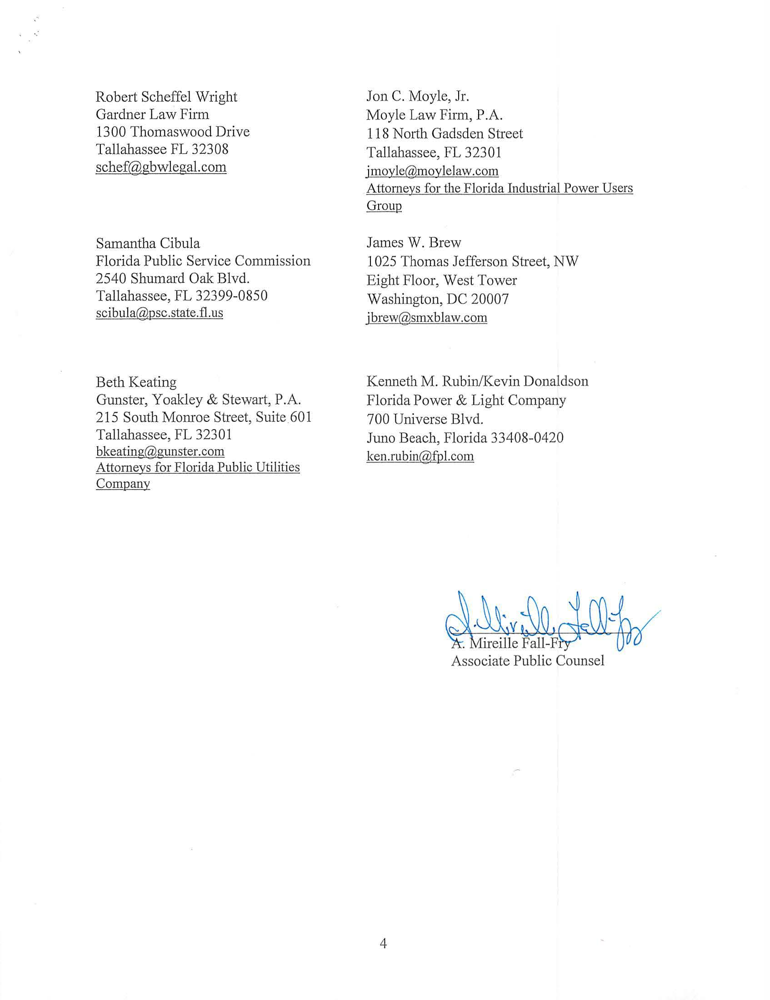 Robert Scheffel Wright
Gardner Law Firm
1300 Thomaswood Drive
Tallahassee FL 32308
schef@gbwlegal.com
Jon C. Moyle, Jr.
Moyle Law Firm, P.A.
118 North Gadsden Street
Tallahassee, FL 32301
jmoyle@moylelaw.com
Attorneys for the Florida Industrial Power Users
Group
Samantha Cibula
Florida Public Service Commission
2540 Shumard Oak Blvd.
Tallahassee, FL 32399-0850
scibula@psc.state.fl.us
James W. Brew
1025 Thomas Jefferson Street, NW
Eight Floor, West Tower
Washington, DC 20007
jbrew@smxblaw.com
Beth Keating
Gunster, Yoakley & Stewart, P.A.
215 South Monroe Street, Suite 601
Tallahassee, FL 32301
bkeating@gunster.com
Attorneys for Florida Public Utilities
Company
Kenneth M. Rubin/Kevin Donaldson
Florida Power & Light Company
700 Universe Blvd.
Juno Beach, Florida 33408-0420
ken.rubin@fpl.com
A. Mireille Fall-Fry
A. Mireille Fall-Fry
Associate Public Counsel
4